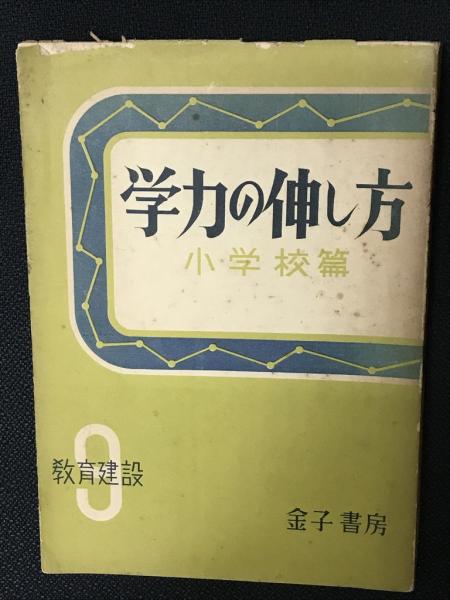 学力の伸し方
小学校篇
教育建設
9
金子書房